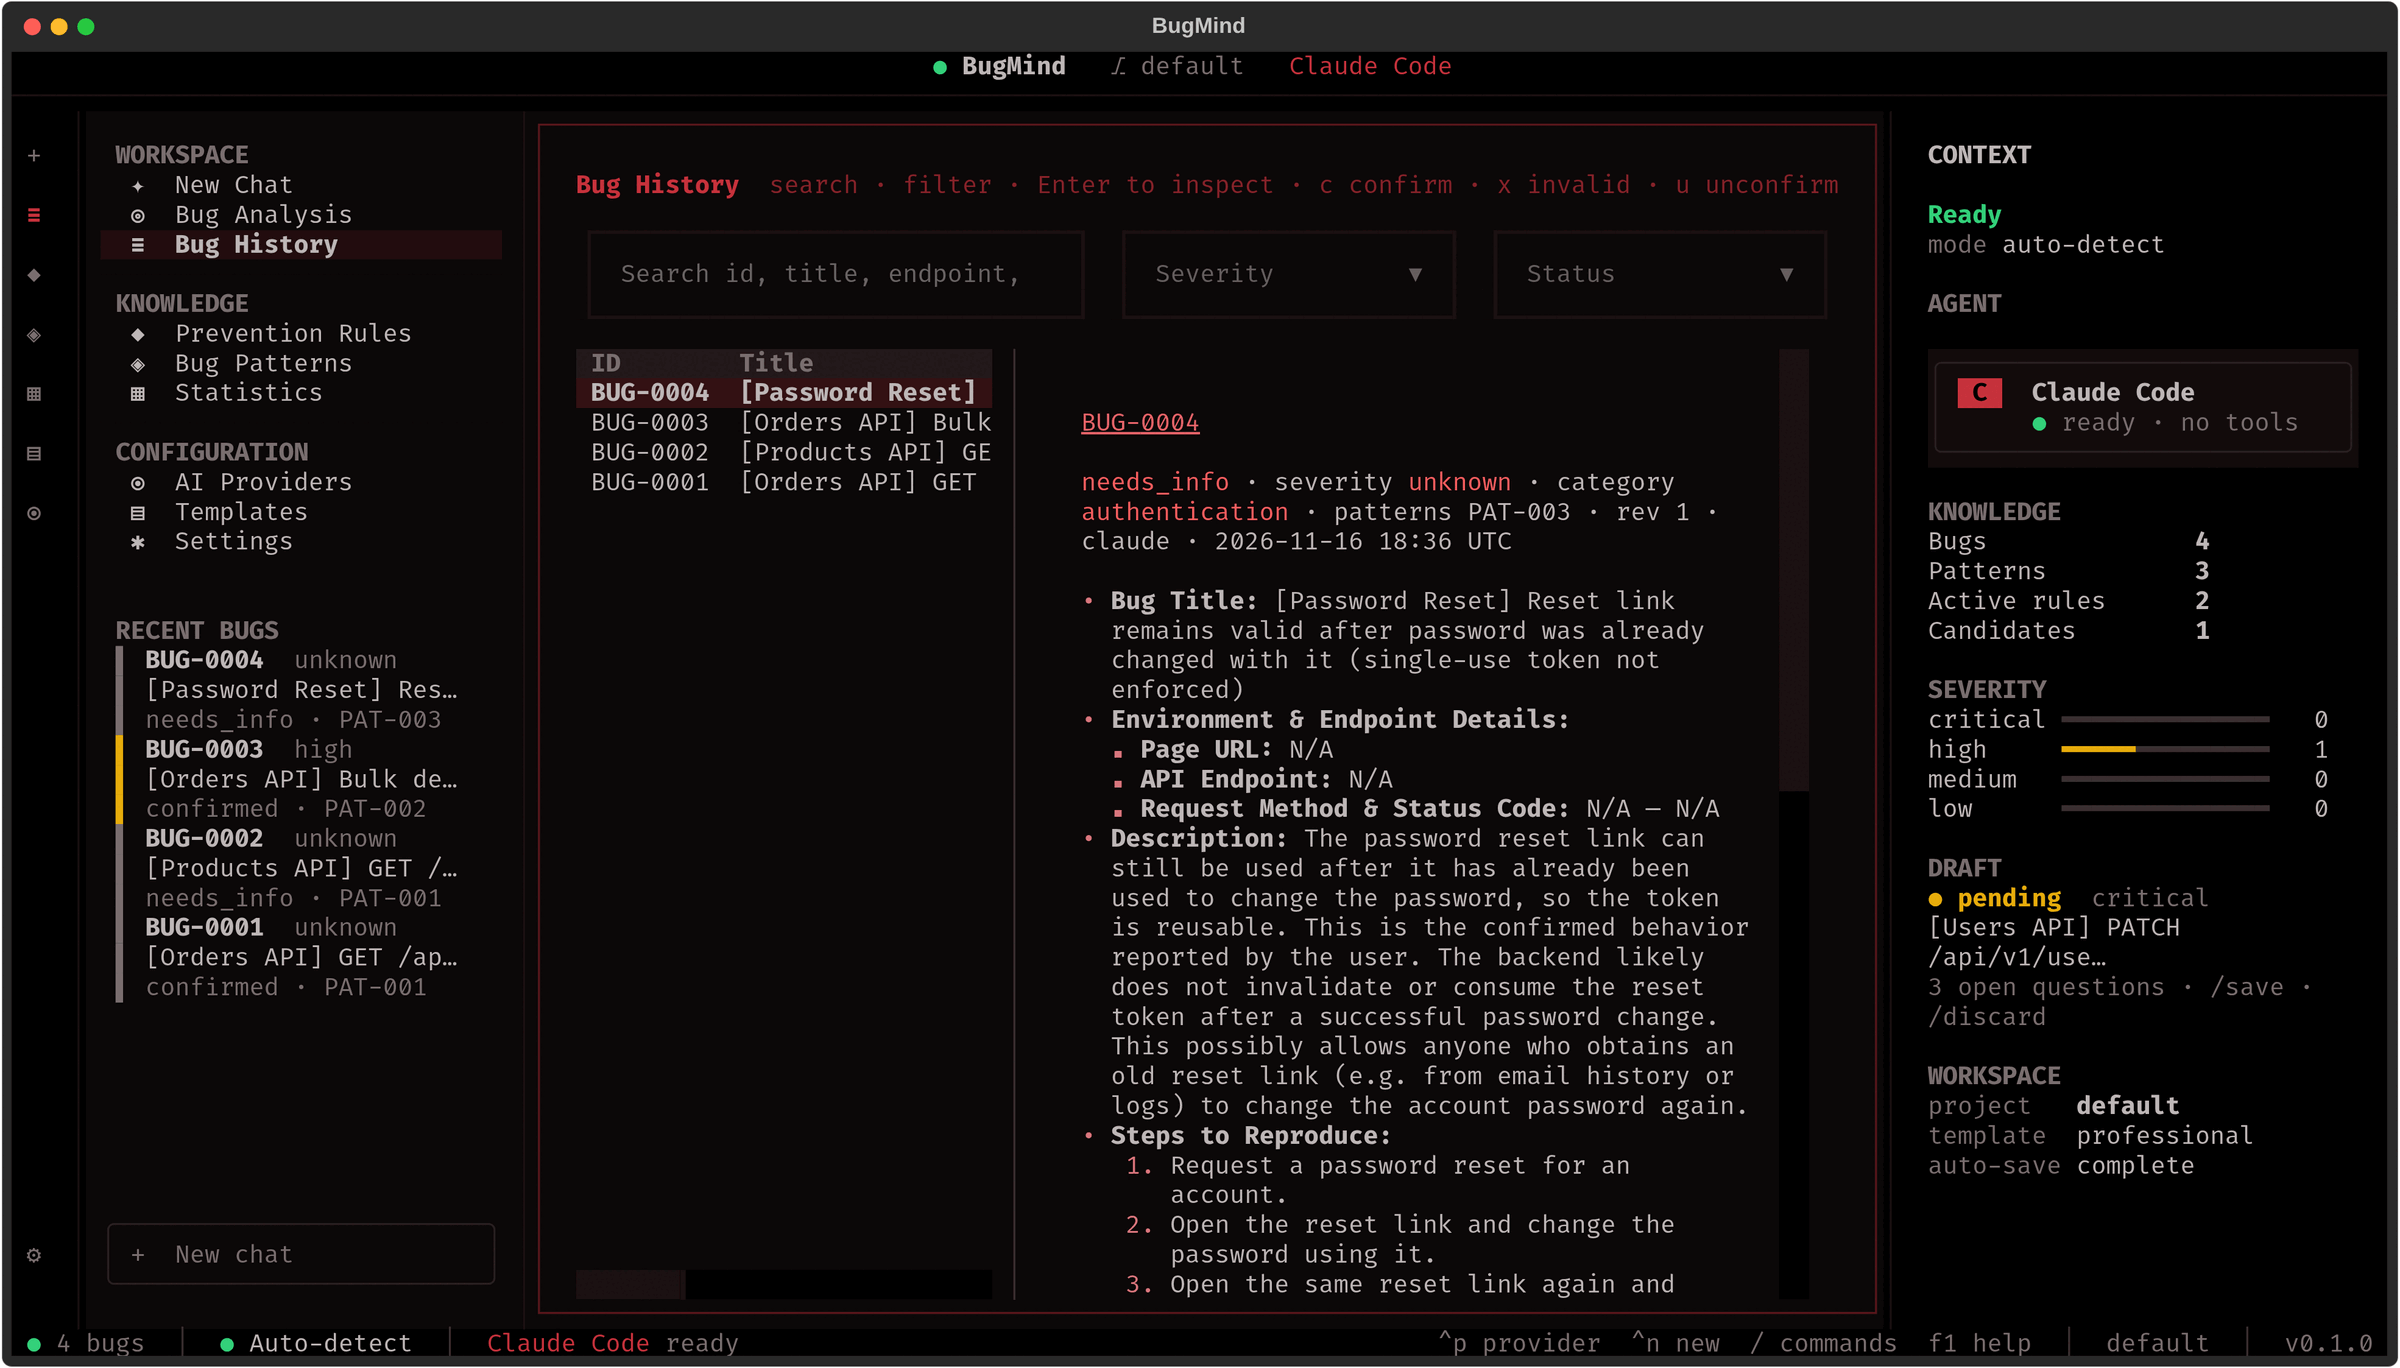 BugMind
● BugMind ⎇ default Claude Code
+ WORKSPACE
✦ New Chat
◎ Bug Analysis
≡ Bug History
KNOWLEDGE
◆ Prevention Rules
◈ Bug Patterns
▦ Statistics
CONFIGURATION
⊙ AI Providers
⊟ Templates
✱ Settings
RECENT BUGS
BUG-0004 unknown
[Password Reset] Res…
needs_info · PAT-003
BUG-0003 high
[Orders API] Bulk de…
confirmed · PAT-002
BUG-0002 unknown
[Products API] GET /…
needs_info · PAT-001
BUG-0001 unknown
[Orders API] GET /ap…
confirmed · PAT-001
+ New chat
Bug History search · filter · Enter to inspect · c confirm · x invalid · u unconfirm
Search id, title, endpoint,
Severity ▼
Status ▼
ID Title
BUG-0004 [Password Reset]
BUG-0003 [Orders API] Bulk
BUG-0002 [Products API] GE
BUG-0001 [Orders API] GET
BUG-0004
needs_info · severity unknown · category
authentication · patterns PAT-003 · rev 1 ·
claude · 2026-11-16 18:36 UTC
• Bug Title: [Password Reset] Reset link
remains valid after password was already
changed with it (single-use token not
enforced)
• Environment & Endpoint Details:
▪ Page URL: N/A
▪ API Endpoint: N/A
▪ Request Method & Status Code: N/A — N/A
• Description: The password reset link can
still be used after it has already been
used to change the password, so the token
is reusable. This is the confirmed behavior
reported by the user. The backend likely
does not invalidate or consume the reset
token after a successful password change.
This possibly allows anyone who obtains an
old reset link (e.g. from email history or
logs) to change the account password again.
• Steps to Reproduce:
1. Request a password reset for an
account.
2. Open the reset link and change the
password using it.
3. Open the same reset link again and
CONTEXT
Ready
mode auto-detect
AGENT
C Claude Code
● ready · no tools
KNOWLEDGE
Bugs 4
Patterns 3
Active rules 2
Candidates 1
SEVERITY
critical 0
high 1
medium 0
low 0
DRAFT
● pending critical
[Users API] PATCH
/api/v1/use…
3 open questions · /save ·
/discard
WORKSPACE
project default
template professional
auto-save complete
● 4 bugs │ ● Auto-detect │ Claude Code ready
^p provider ^n new / commands f1 help │ default │ v0.1.0